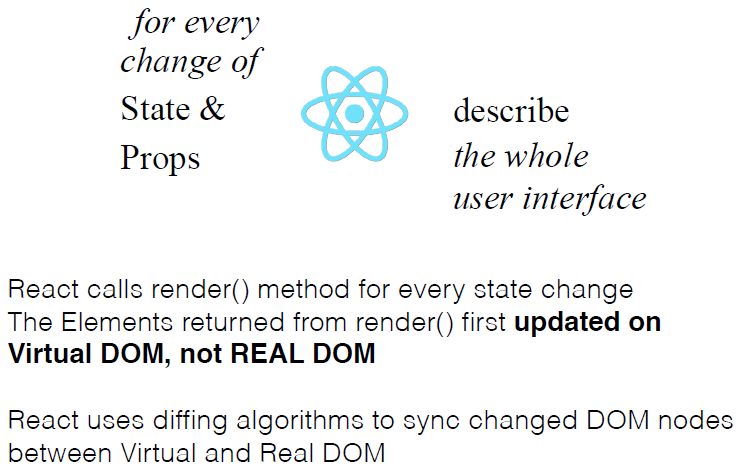 for every
change of
State &
Props
describe
the whole
user interface
React calls render() method for every state change
The Elements returned from render() first updated on
Virtual DOM, not REAL DOM
React uses diffing algorithms to sync changed DOM nodes
between Virtual and Real DOM